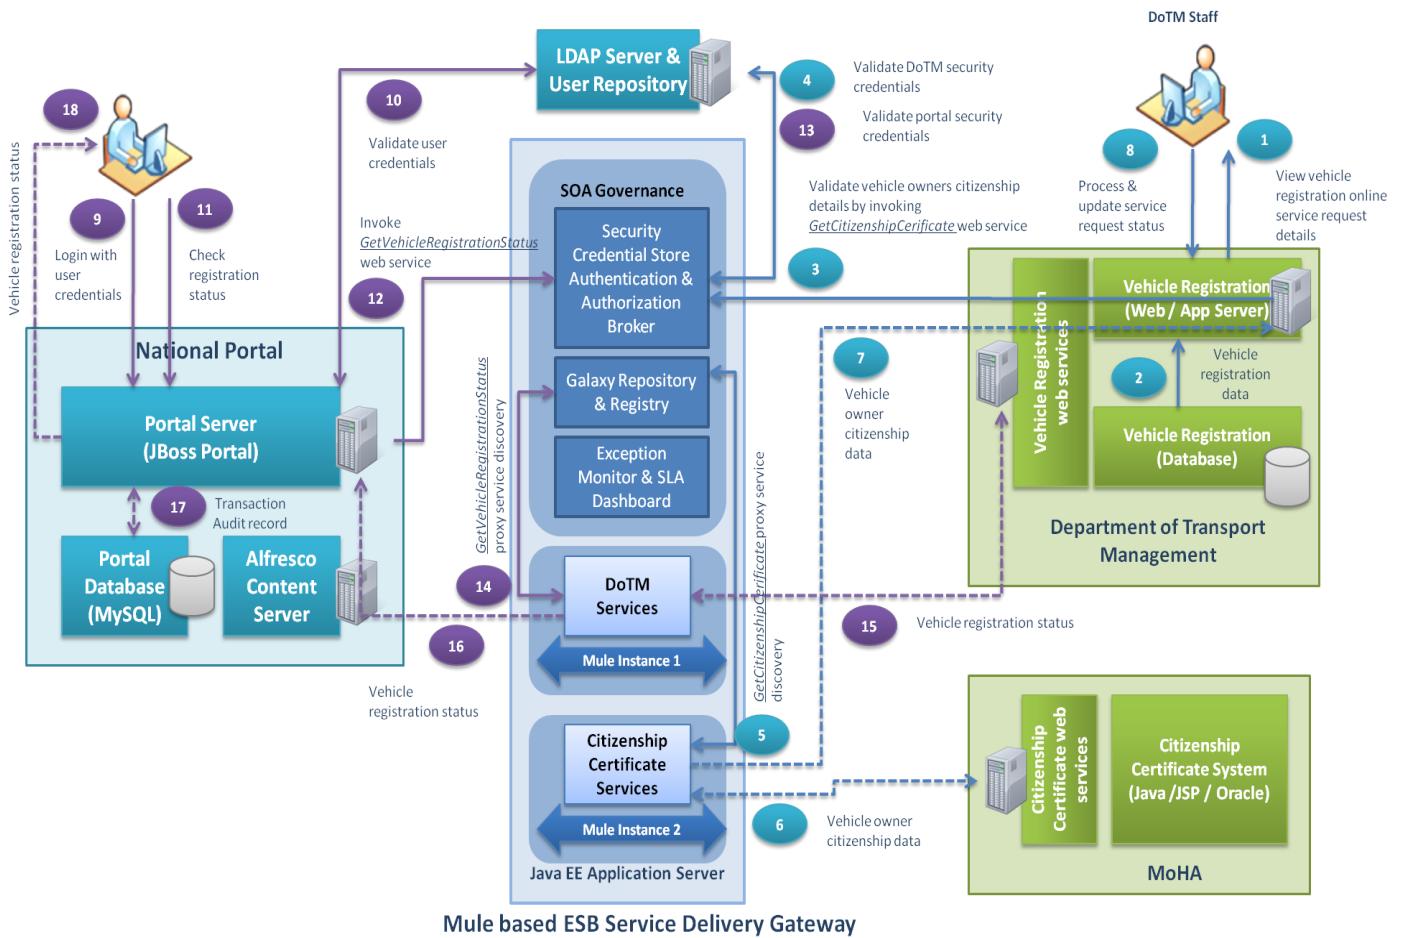 DoTM Staff
LDAP Server &
User Repository
4
Validate DoTM security
credentials
13
Validate portal security
credentials
18
10
Validate user
credentials
8
Process &
update service
request status
1
View vehicle
registration online
service request
details
Vehicle registration status
9
Login with
user
credentials
11
Check
registration
status
12
Invoke
GetVehicleRegistrationStatus
web service
SOA Governance
Security
Credential Store
Authentication &
Authorization
Broker
Galaxy Repository
& Registry
Exception
Monitor & SLA
Dashboard
Validate vehicle owners citizenship
details by invoking
GetCitizenshipCerificate web service
3
7
Vehicle
owner
citizenship
data
Vehicle Registration
web services
Vehicle Registration
(Web / App Server)
2
Vehicle
registration
data
Vehicle Registration
(Database)
Department of Transport
Management
National Portal
Portal Server
(JBoss Portal)
17
Transaction
Audit record
Portal
Database
(MySQL)
Alfresco
Content
Server
GetVehicleRegistrationStatus
proxy service discovery
14
16
Vehicle
registration status
DoTM
Services
Mule Instance 1
GetCitizenshipCerificate proxy service
discovery
15
Vehicle registration status
5
Citizenship
Certificate
Services
Mule Instance 2
6
Vehicle owner
citizenship data
Citizenship
Certificate web
services
Citizenship
Certificate System
(Java /JSP / Oracle)
MoHA
Java EE Application Server
Mule based ESB Service Delivery Gateway